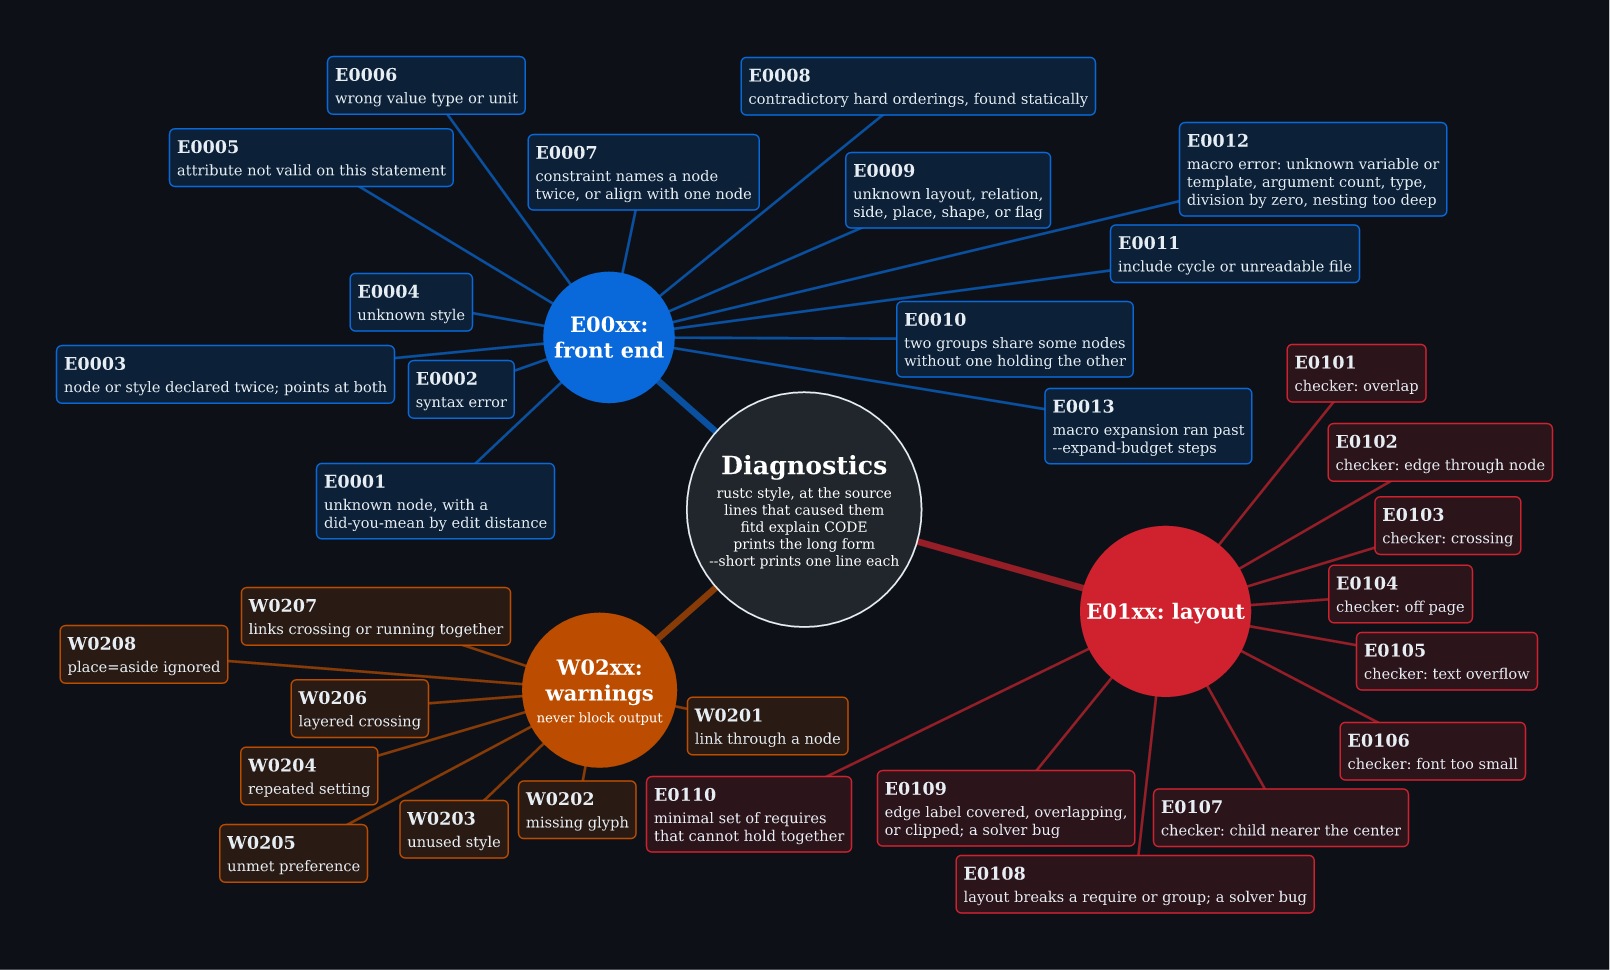 E0006
wrong value type or unit
E0008
contradictory hard orderings, found statically
E0005
attribute not valid on this statement
E0007
constraint names a node
twice, or align with one node
E0009
unknown layout, relation,
side, place, shape, or flag
E0012
macro error: unknown variable or
template, argument count, type,
division by zero, nesting too deep
E0011
include cycle or unreadable file
E0004
unknown style
E00xx:
front end
E0010
two groups share some nodes
without one holding the other
E0003
node or style declared twice; points at both
E0002
syntax error
E0013
macro expansion ran past
--expand-budget steps
E0001
unknown node, with a
did-you-mean by edit distance
Diagnostics
rustc style, at the source
lines that caused them
fitd explain CODE
prints the long form
--short prints one line each
E0101
checker: overlap
E0102
checker: edge through node
E0103
checker: crossing
E0104
checker: off page
E01xx: layout
E0105
checker: text overflow
E0106
checker: font too small
E0107
checker: child nearer the center
E0108
layout breaks a require or group; a solver bug
E0109
edge label covered, overlapping,
or clipped; a solver bug
E0110
minimal set of requires
that cannot hold together
W0207
links crossing or running together
W0208
place=aside ignored
W02xx:
warnings
never block output
W0206
layered crossing
W0201
link through a node
W0204
repeated setting
W0202
missing glyph
W0203
unused style
W0205
unmet preference